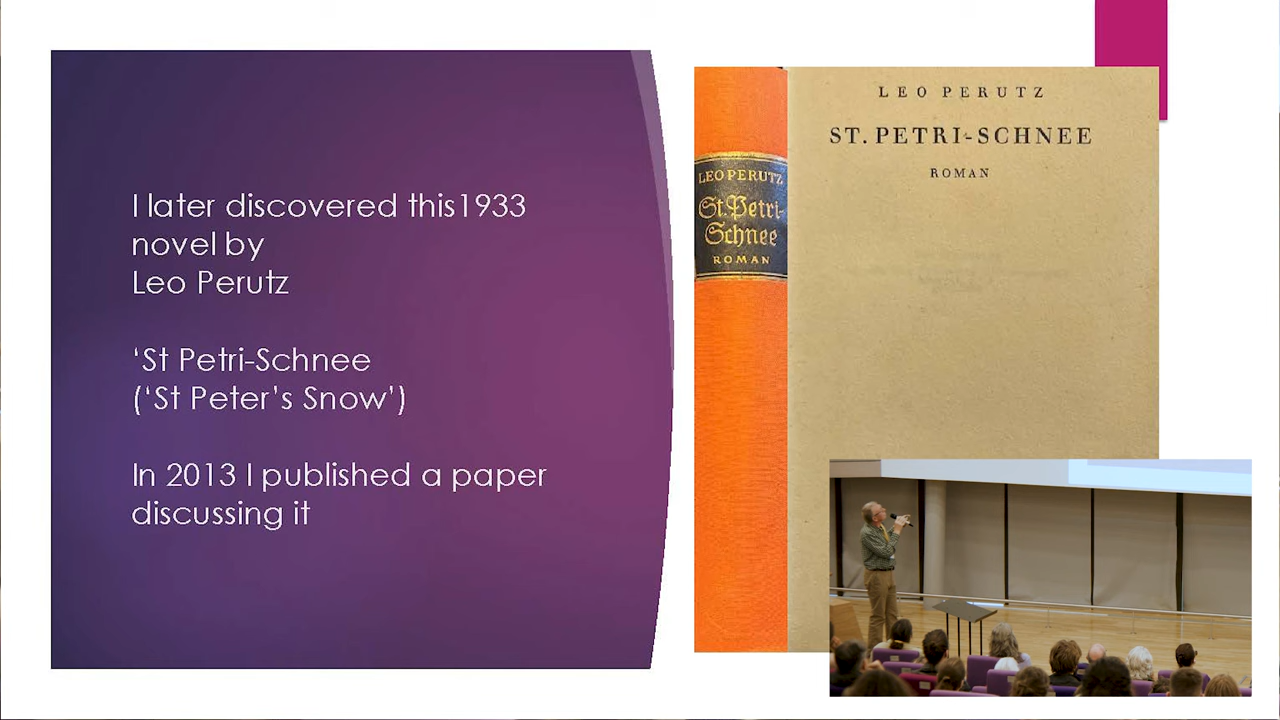 I later discovered this1933
novel by
Leo Perutz
‘St Petri-Schnee
(‘St Peter’s Snow’)
In 2013 I published a paper
discussing it
LEO PERUTZ
St. Petri-
Schnee
ROMAN
LEO PERUTZ
ST. PETRI-SCHNEE
ROMAN